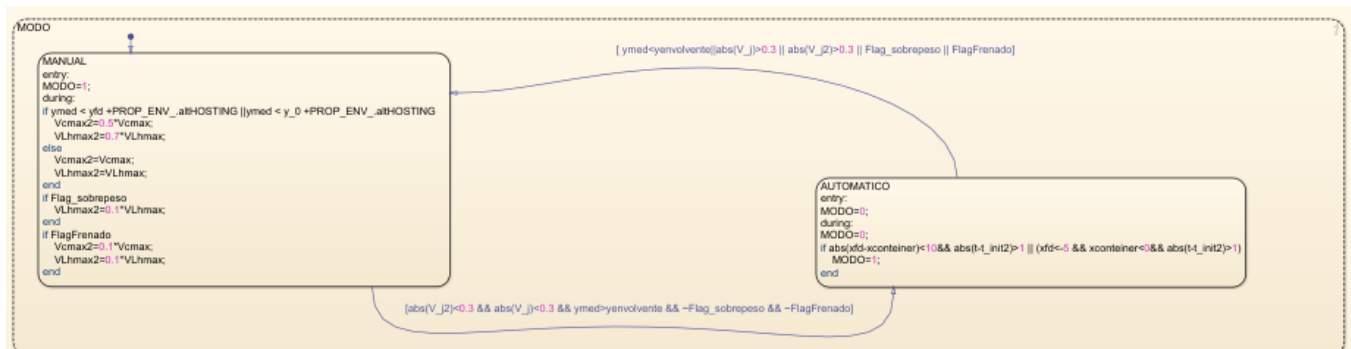 MODO
1
MANUAL
entry:
MODO=1;
during:
if ymed < yfd +PROP_ENV_.altHOSTING ||ymed < y_0 +PROP_ENV_.altHOSTING
Vcmax2=0.5*Vcmax;
VLhmax2=0.7*VLhmax;
else
Vcmax2=Vcmax;
VLhmax2=VLhmax;
end
if Flag_sobrepeso
VLhmax2=0.1*VLhmax;
end
if FlagFrenado
Vcmax2=0.1*Vcmax;
VLhmax2=0.1*VLhmax;
end
[ ymed<yenvolvente||abs(V_j)>0.3 || abs(V_j2)>0.3 || Flag_sobrepeso || FlagFrenado]
AUTOMATICO
entry:
MODO=0;
during:
MODO=0;
if abs(xfd-xconteiner)<10&& abs(t-t_init2)>1 || (xfd<-5 && xconteiner<0&& abs(t-t_init2)>1)
MODO=1;
end
[abs(V_j2)<0.3 && abs(V_j)<0.3 && ymed>yenvolvente && ~Flag_sobrepeso && ~FlagFrenado]